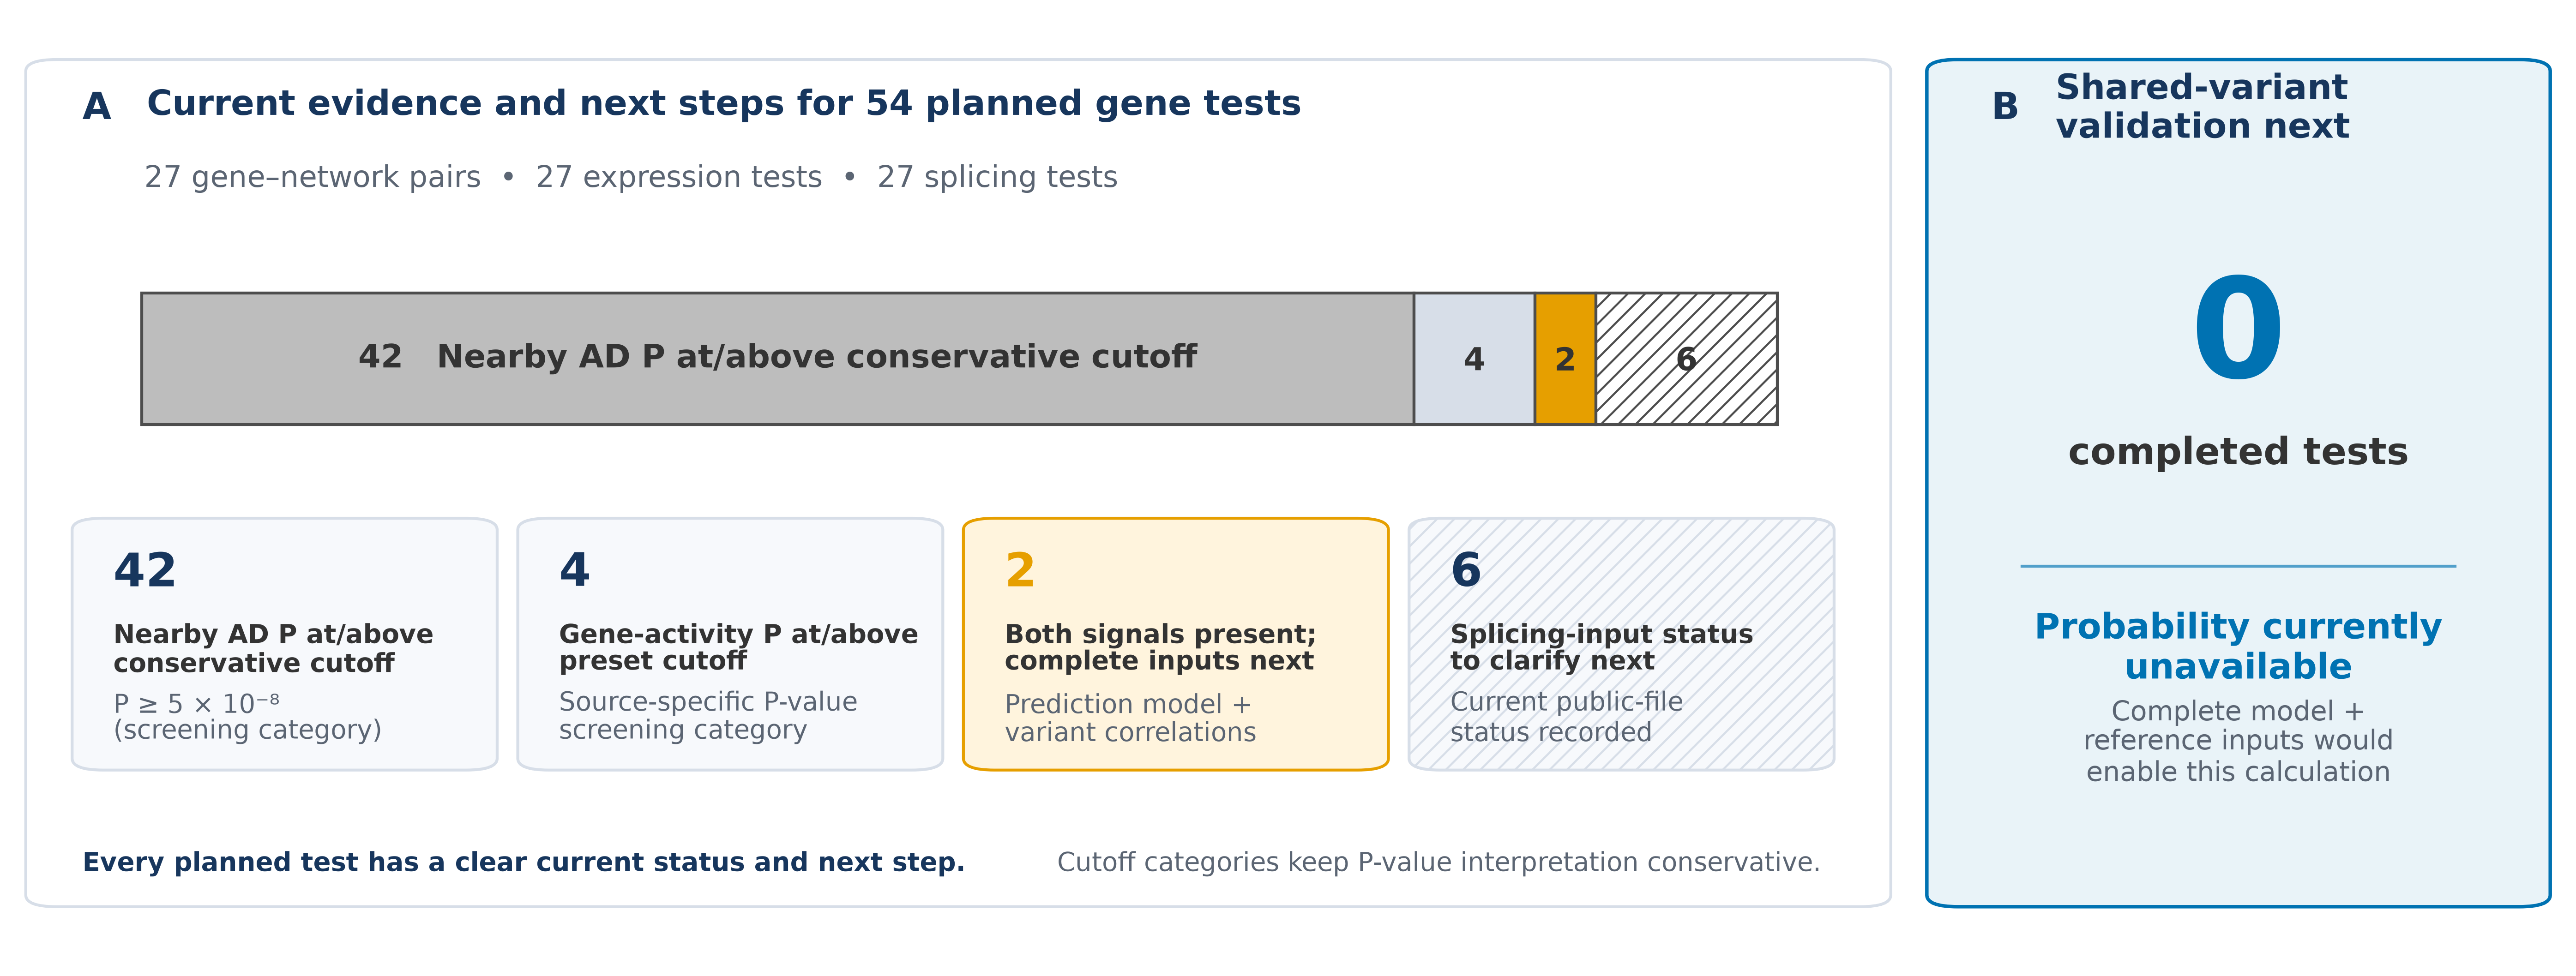 A Current evidence and next steps for 54 planned gene tests
27 gene–network pairs • 27 expression tests • 27 splicing tests
42 Nearby AD P at/above conservative cutoff
4
2
6
42
Nearby AD P at/above
conservative cutoff
P ≥ 5 × 10⁻⁸
(screening category)
4
Gene-activity P at/above
preset cutoff
Source-specific P-value
screening category
2
Both signals present;
complete inputs next
Prediction model +
variant correlations
6
Splicing-input status
to clarify next
Current public-file
status recorded
Every planned test has a clear current status and next step.
Cutoff categories keep P-value interpretation conservative.
B Shared-variant
validation next
0
completed tests
Probability currently
unavailable
Complete model +
reference inputs would
enable this calculation